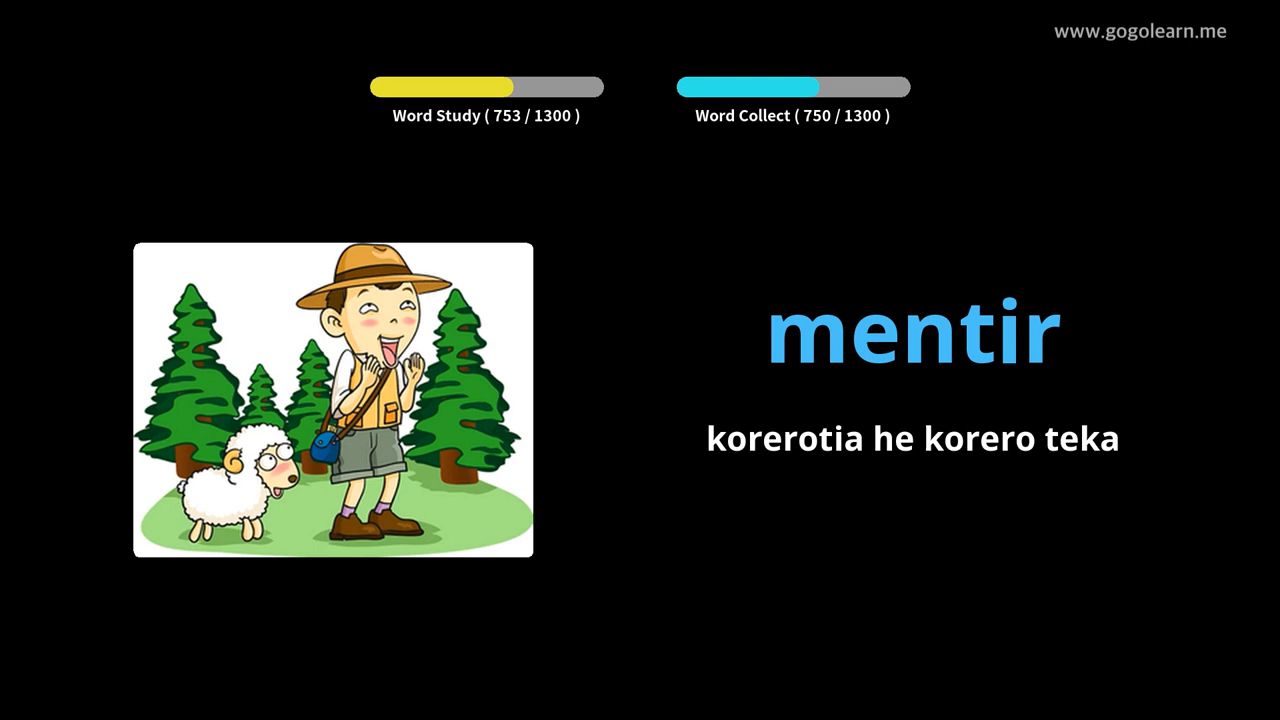 www.gogolearn.me
Word Study ( 753 / 1300 )
Word Collect ( 750 / 1300 )
mentir
korerotia he korero teka